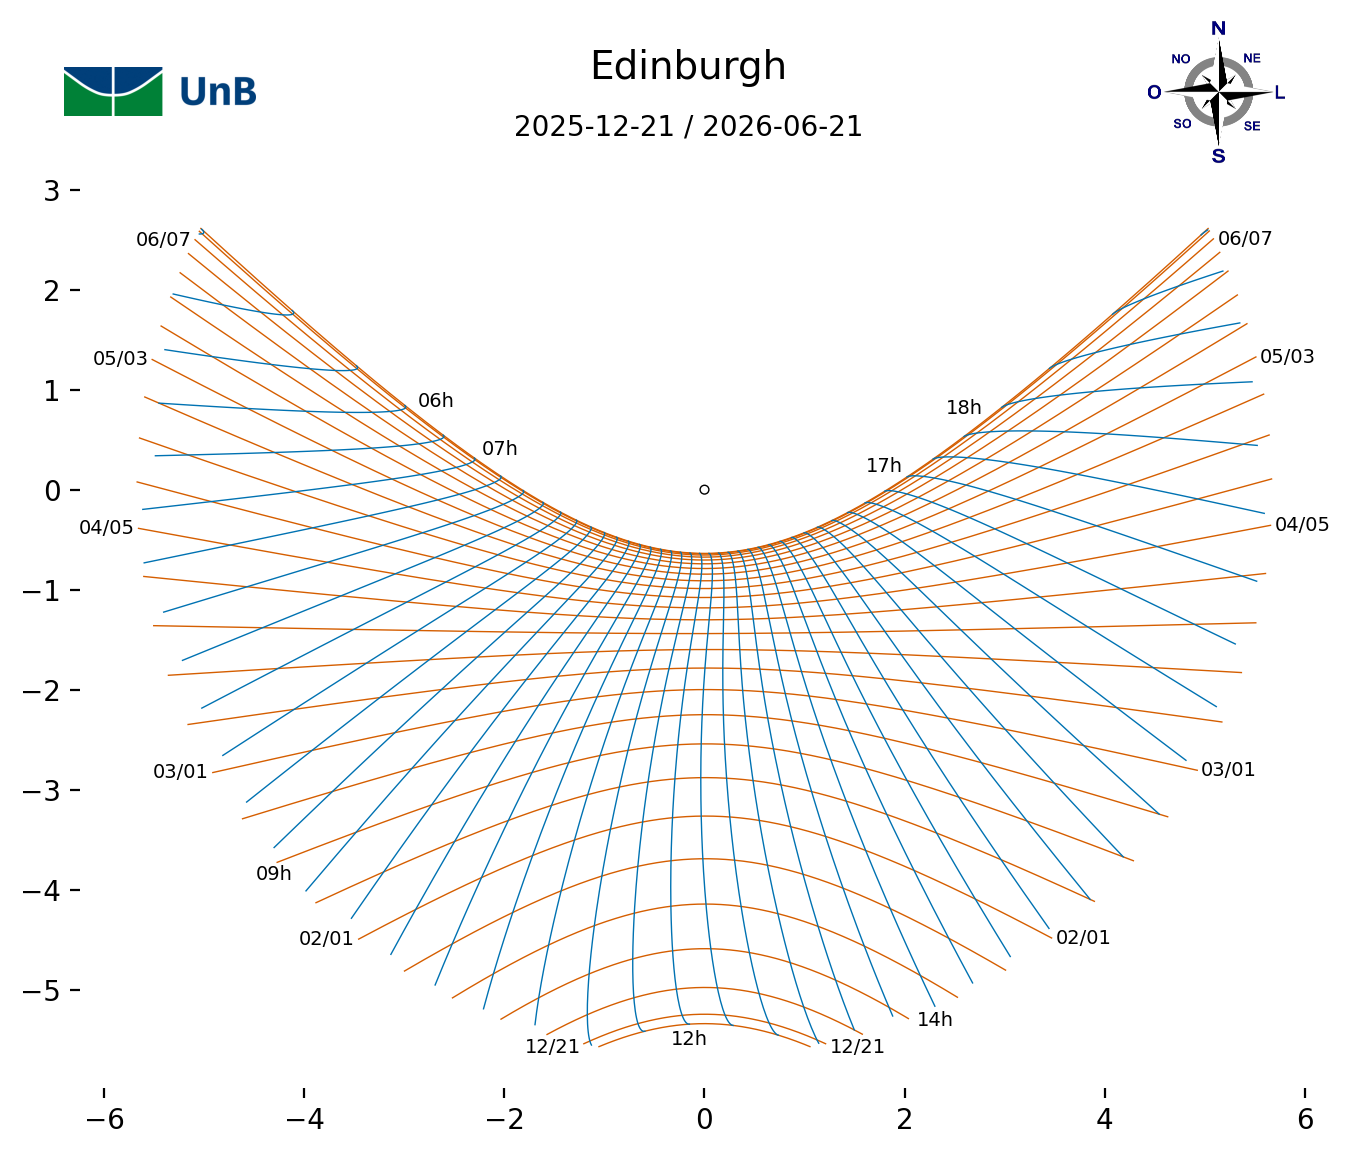 Edinburgh
2025-12-21 / 2026-06-21
UnB
N
NO NE
O L
SO SE
S
3
2
1
0
−1
−2
−3
−4
−5
06/07 06/07
05/03 05/03
06h 18h
07h 17h
04/05 04/05
03/01 03/01
09h
02/01 02/01
14h
12/21 12h 12/21
−6 −4 −2 0 2 4 6